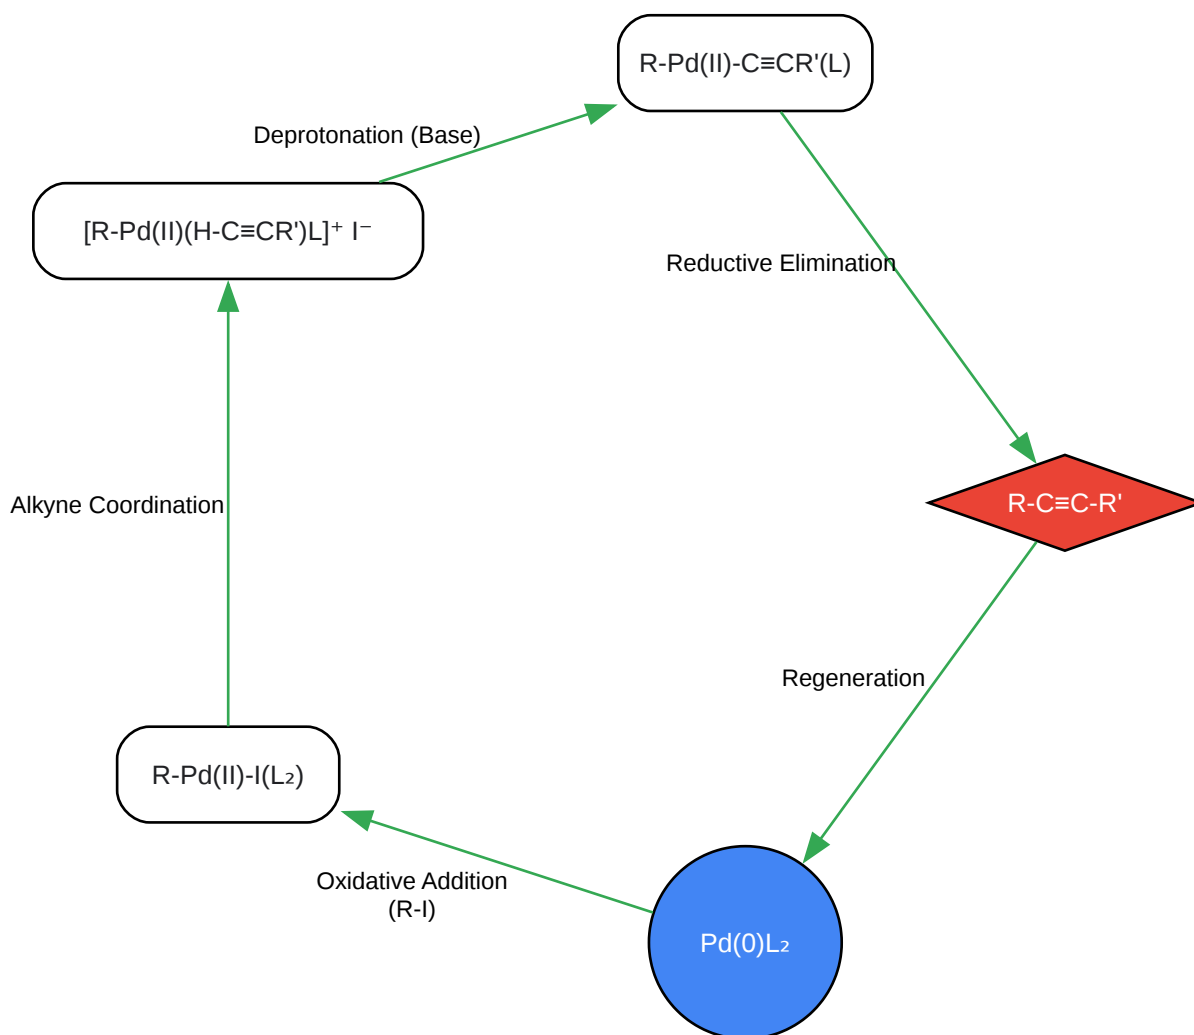 R-Pd(II)-C≡CR'(L)
Deprotonation (Base)
[R-Pd(II)(H-C≡CR')L]⁺ I⁻
Reductive Elimination
R-C≡C-R'
Alkyne Coordination
Regeneration
R-Pd(II)-I(L₂)
Oxidative Addition
(R-I)
Pd(0)L₂